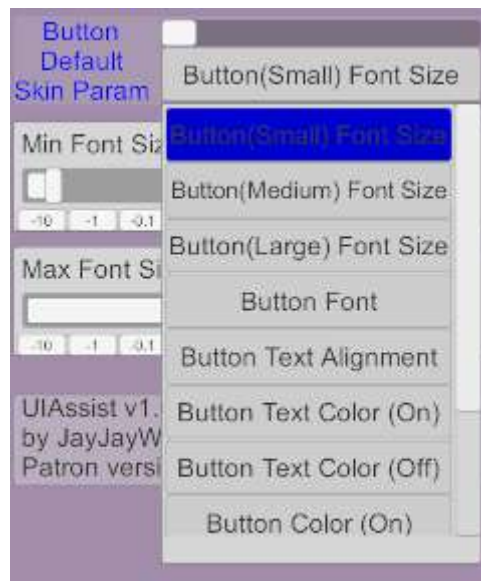 Button
Default
Skin Param
Button(Small) Font Size
Button(Small) Font Size
Button(Medium) Font Size
Button(Large) Font Size
Button Font
Button Text Alignment
Button Text Color (On)
Button Text Color (Off)
Button Color (On)
Min Font Siz
-10 -1 -0.1
Max Font Si
-10 -1 -0.1
UIAssist v1.
by JayJayW
Patron versi